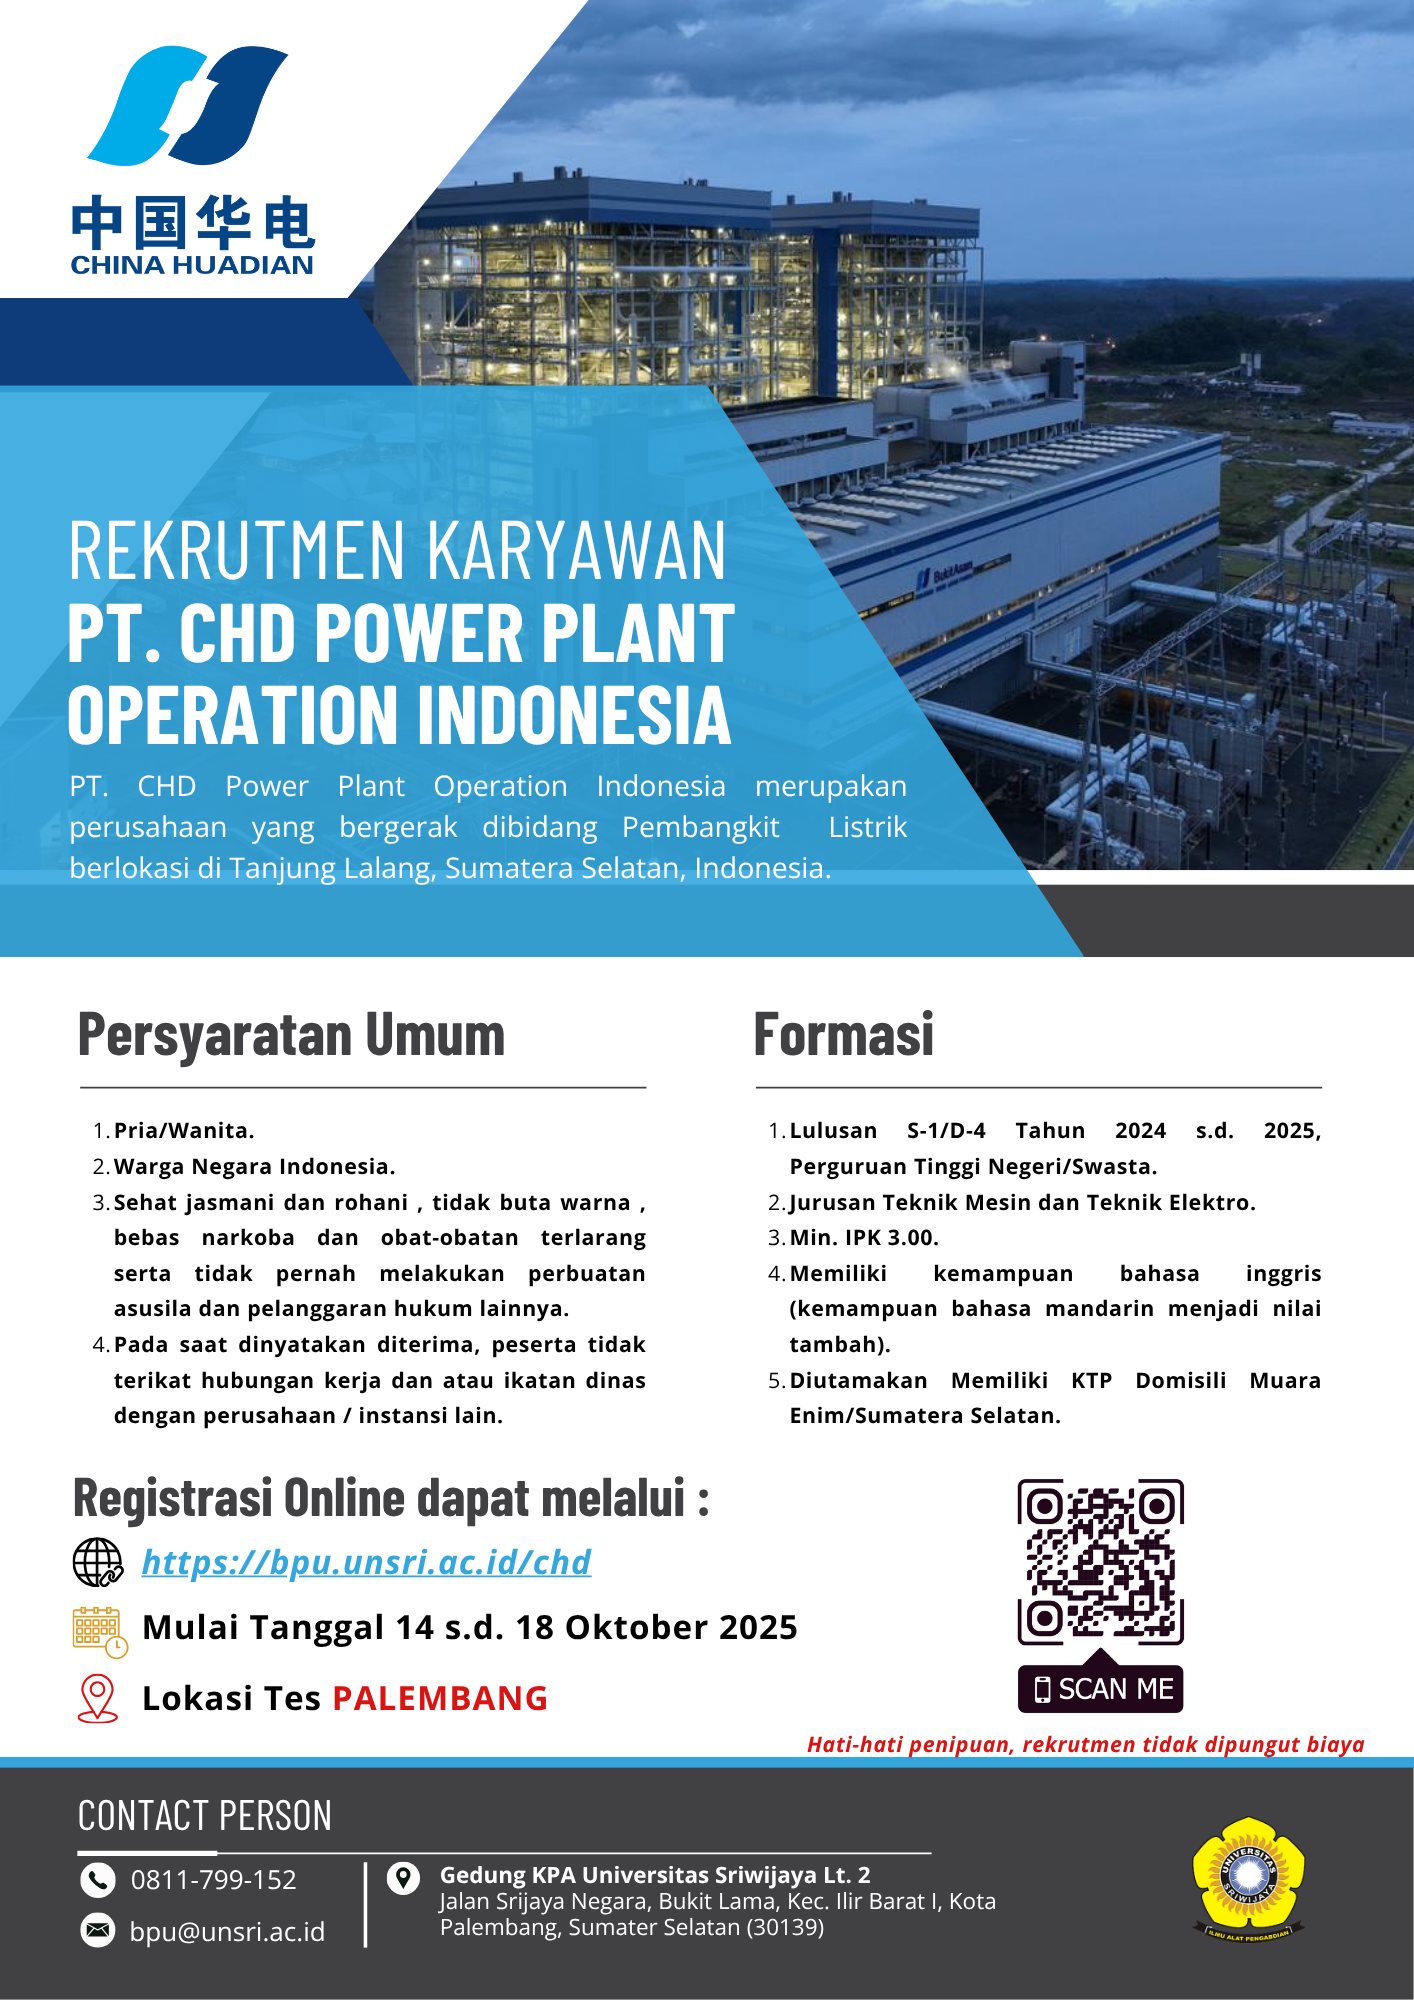 中国华电
CHINA HUADIAN
BukitAsam
REKRUTMEN KARYAWAN
PT. CHD POWER PLANT
OPERATION INDONESIA
PT. CHD Power Plant Operation Indonesia merupakan
perusahaan yang bergerak dibidang Pembangkit Listrik
berlokasi di Tanjung Lalang, Sumatera Selatan, Indonesia.
Persyaratan Umum
1. Pria/Wanita.
2. Warga Negara Indonesia.
3. Sehat jasmani dan rohani , tidak buta warna ,
bebas narkoba dan obat-obatan terlarang
serta tidak pernah melakukan perbuatan
asusila dan pelanggaran hukum lainnya.
4. Pada saat dinyatakan diterima, peserta tidak
terikat hubungan kerja dan atau ikatan dinas
dengan perusahaan / instansi lain.
Formasi
1. Lulusan S-1/D-4 Tahun 2024 s.d. 2025,
Perguruan Tinggi Negeri/Swasta.
2. Jurusan Teknik Mesin dan Teknik Elektro.
3. Min. IPK 3.00.
4. Memiliki kemampuan bahasa inggris
(kemampuan bahasa mandarin menjadi nilai
tambah).
5. Diutamakan Memiliki KTP Domisili Muara
Enim/Sumatera Selatan.
Registrasi Online dapat melalui :
https://bpu.unsri.ac.id/chd
Mulai Tanggal 14 s.d. 18 Oktober 2025
Lokasi Tes PALEMBANG
SCAN ME
Hati-hati penipuan, rekrutmen tidak dipungut biaya
CONTACT PERSON
0811-799-152
bpu@unsri.ac.id
Gedung KPA Universitas Sriwijaya Lt. 2
Jalan Srijaya Negara, Bukit Lama, Kec. Ilir Barat I, Kota
Palembang, Sumater Selatan (30139)
UNIVERSITAS
SRIWIJAYA
ILMU ALAT PENGABDIAN